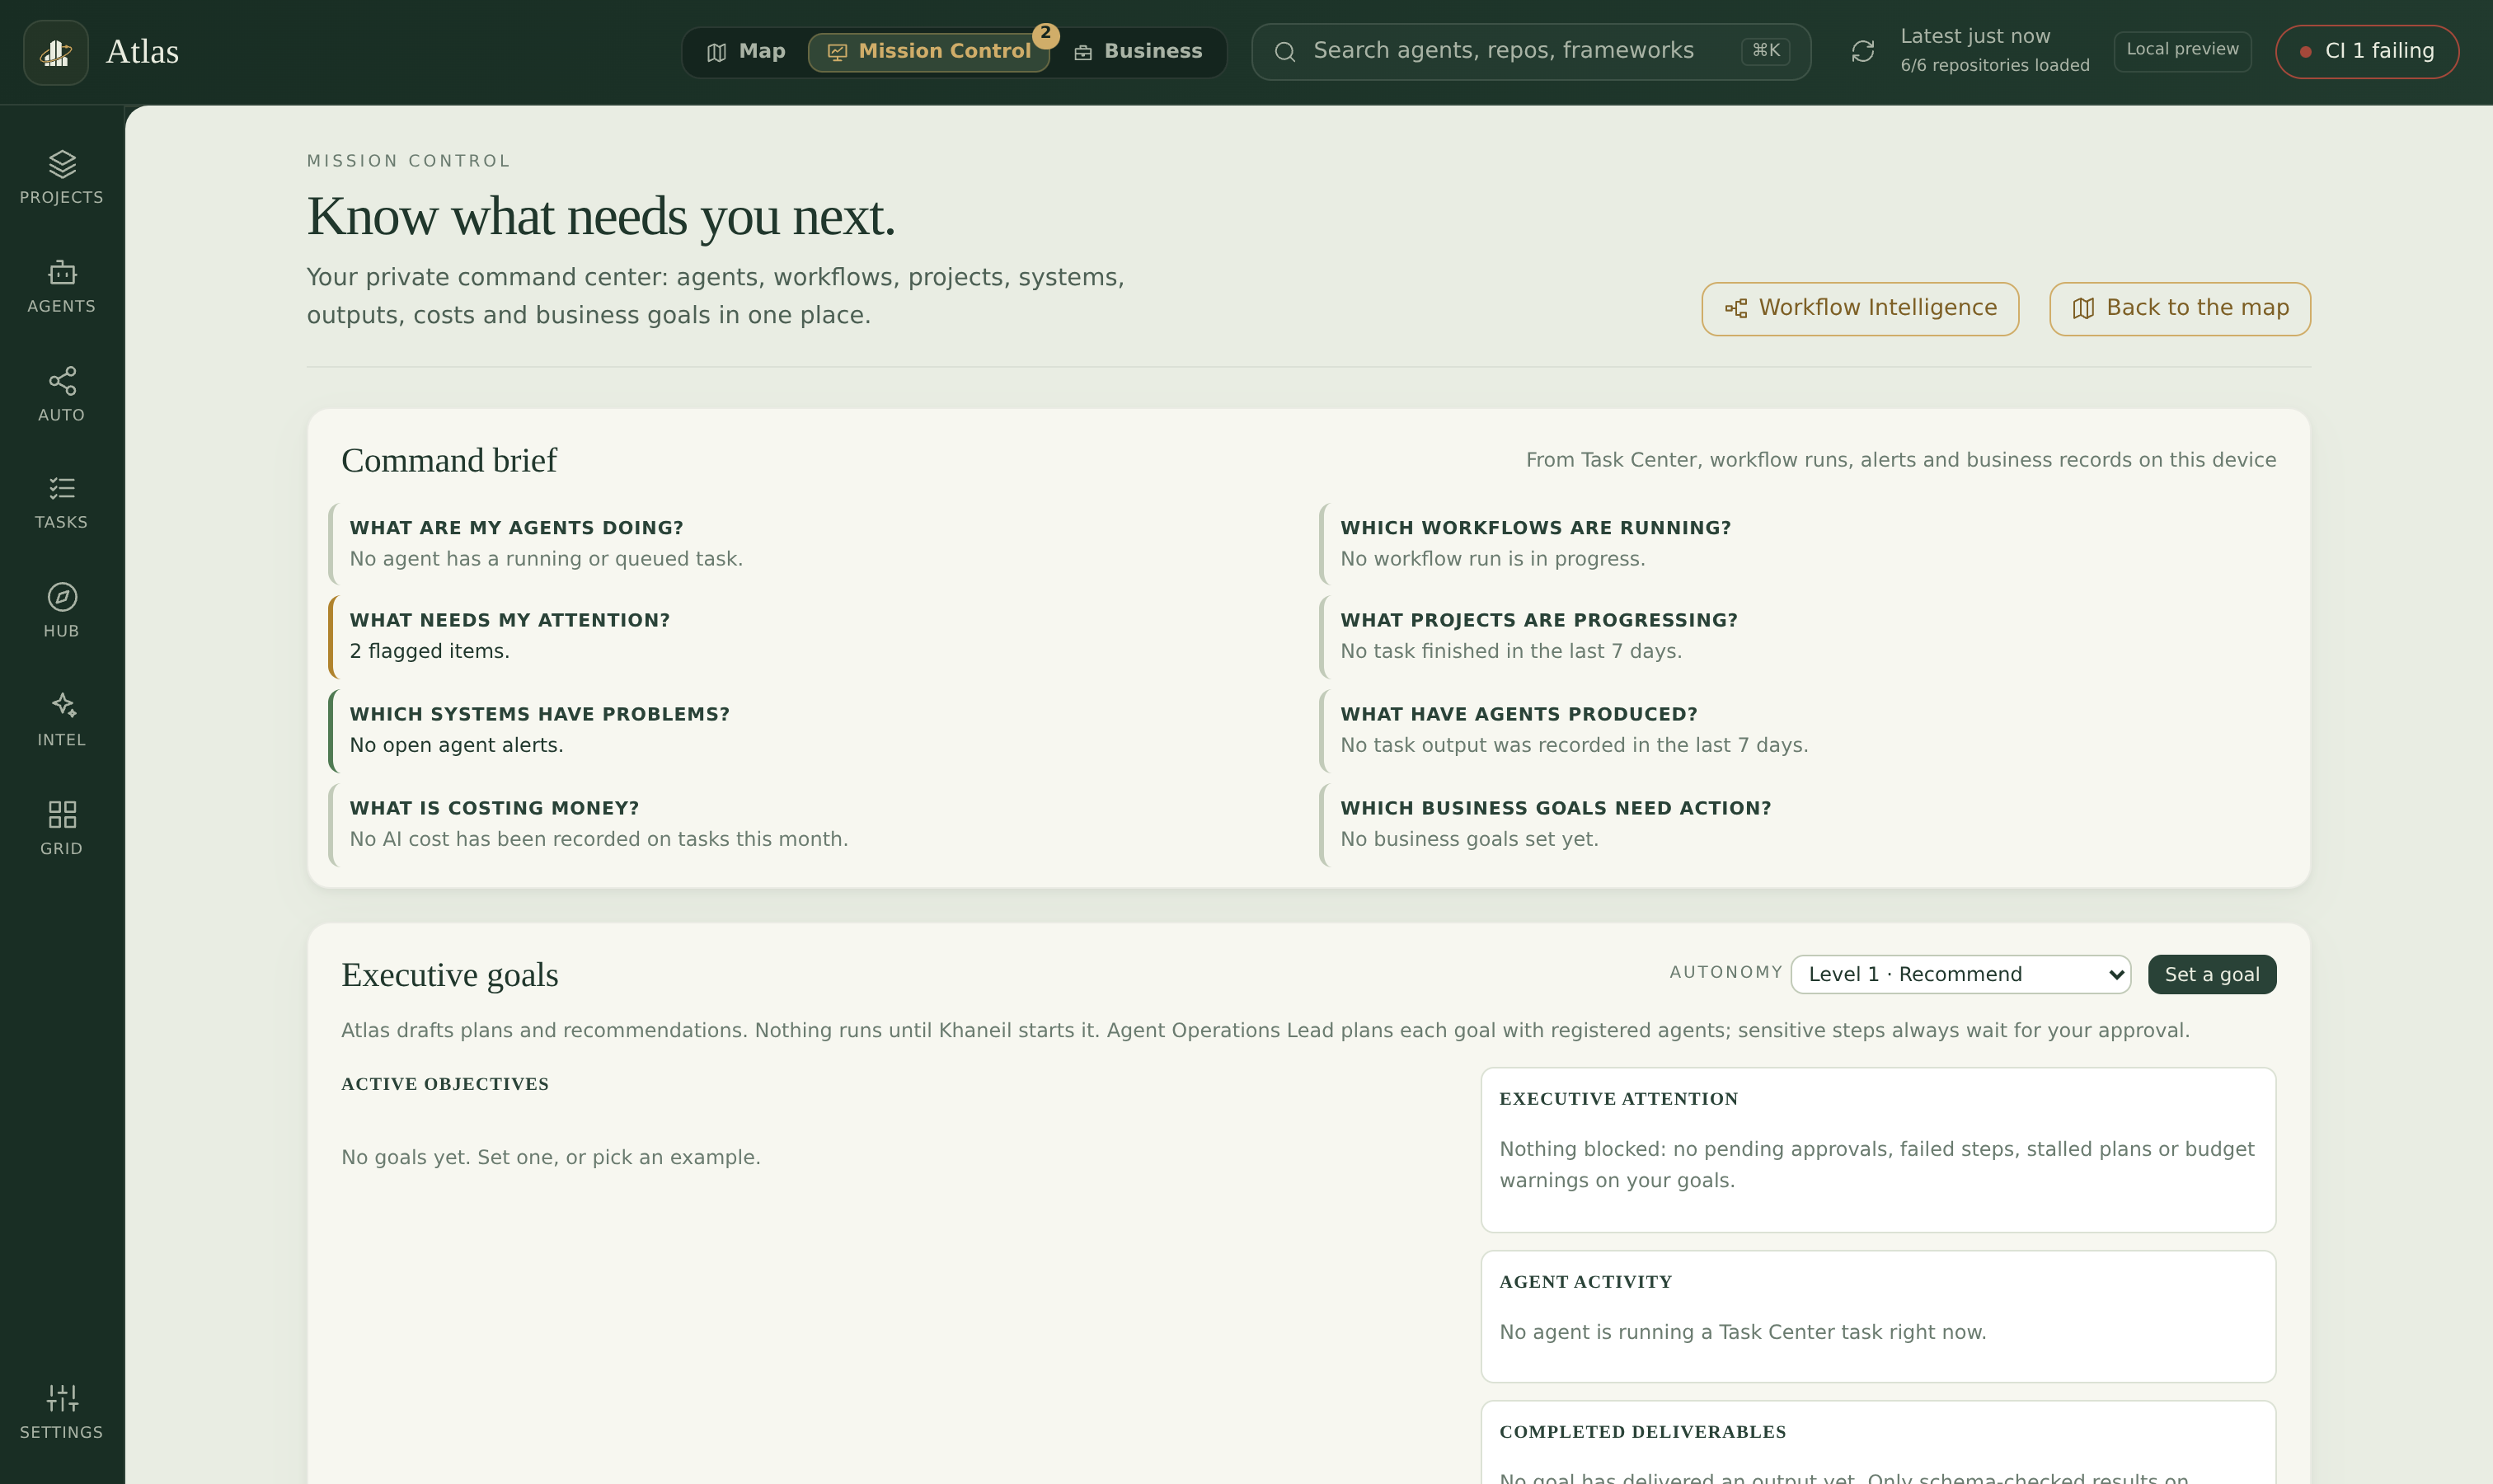 Atlas
Map
Mission Control
2
Business
Search agents, repos, frameworks
⌘K
Latest just now
6/6 repositories loaded
Local preview
CI 1 failing
PROJECTS
AGENTS
AUTO
TASKS
HUB
INTEL
GRID
SETTINGS
MISSION CONTROL
Know what needs you next.
Your private command center: agents, workflows, projects, systems,
outputs, costs and business goals in one place.
Workflow Intelligence
Back to the map
Command brief
From Task Center, workflow runs, alerts and business records on this device
WHAT ARE MY AGENTS DOING?
No agent has a running or queued task.
WHICH WORKFLOWS ARE RUNNING?
No workflow run is in progress.
WHAT NEEDS MY ATTENTION?
2 flagged items.
WHAT PROJECTS ARE PROGRESSING?
No task finished in the last 7 days.
WHICH SYSTEMS HAVE PROBLEMS?
No open agent alerts.
WHAT HAVE AGENTS PRODUCED?
No task output was recorded in the last 7 days.
WHAT IS COSTING MONEY?
No AI cost has been recorded on tasks this month.
WHICH BUSINESS GOALS NEED ACTION?
No business goals set yet.
Executive goals
AUTONOMY
Level 1 · Recommend
Set a goal
Atlas drafts plans and recommendations. Nothing runs until Khaneil starts it. Agent Operations Lead plans each goal with registered agents; sensitive steps always wait for your approval.
ACTIVE OBJECTIVES
No goals yet. Set one, or pick an example.
EXECUTIVE ATTENTION
Nothing blocked: no pending approvals, failed steps, stalled plans or budget
warnings on your goals.
AGENT ACTIVITY
No agent is running a Task Center task right now.
COMPLETED DELIVERABLES
No goal has delivered an output yet. Only schema-checked results on